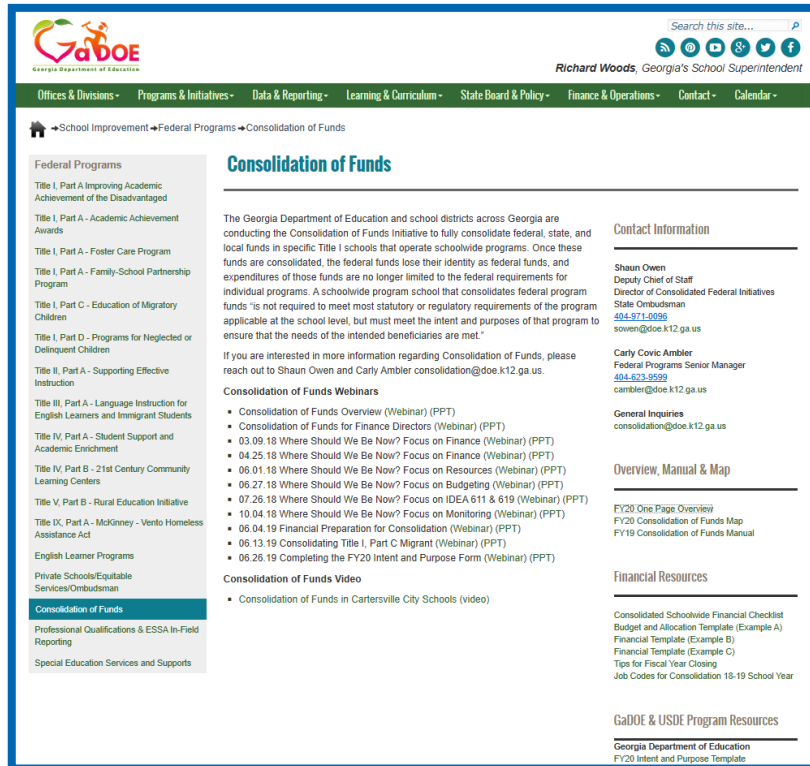 GaDOE
Georgia Department of Education
Search this site...
Richard Woods, Georgia's School Superintendent
Offices & Divisions Programs & Initiatives Data & Reporting Learning & Curriculum State Board & Policy Finance & Operations Contact Calendar
School Improvement Federal Programs Consolidation of Funds
Federal Programs
Title I, Part A Improving Academic
Achievement of the Disadvantaged
Title I, Part A - Academic Achievement
Awards
Title I, Part A - Foster Care Program
Title I, Part A - Family-School Partnership
Program
Title I, Part C - Education of Migratory
Children
Title I, Part D - Programs for Neglected or
Delinquent Children
Title II, Part A - Supporting Effective
Instruction
Title III, Part A - Language Instruction for
English Learners and Immigrant Students
Title IV, Part A - Student Support and
Academic Enrichment
Title IV, Part B - 21st Century Community
Learning Centers
Title V, Part B - Rural Education Initiative
Title IX, Part A - McKinney - Vento Homeless
Assistance Act
English Learner Programs
Private Schools/Equitable
Services/Ombudsman
Consolidation of Funds
Professional Qualifications & ESSA In-Field
Reporting
Special Education Services and Supports
Consolidation of Funds
The Georgia Department of Education and school districts across Georgia are
conducting the Consolidation of Funds Initiative to fully consolidate federal, state, and
local funds in specific Title I schools that operate schoolwide programs. Once these
funds are consolidated, the federal funds lose their identity as federal funds, and
expenditures of those funds are no longer limited to the federal requirements for
individual programs. A schoolwide program school that consolidates federal program
funds "is not required to meet most statutory or regulatory requirements of the program
applicable at the school level, but must meet the intent and purposes of that program to
ensure that the needs of the intended beneficiaries are met."
If you are interested in more information regarding Consolidation of Funds, please
reach out to Shaun Owen and Carly Ambler consolidation@doe.k12.ga.us.
Consolidation of Funds Webinars
Consolidation of Funds Overview (Webinar) (PPT)
Consolidation of Funds for Finance Directors (Webinar) (PPT)
03.09.18 Where Should We Be Now? Focus on Finance (Webinar) (PPT)
04.25.18 Where Should We Be Now? Focus on Finance (Webinar) (PPT)
06.01.18 Where Should We Be Now? Focus on Resources (Webinar) (PPT)
06.27.18 Where Should We Be Now? Focus on Budgeting (Webinar) (PPT)
07.26.18 Where Should We Be Now? Focus on IDEA 611 & 619 (Webinar) (PPT)
10.04.18 Where Should We Be Now? Focus on Monitoring (Webinar) (PPT)
06.04.19 Financial Preparation for Consolidation (Webinar) (PPT)
06.13.19 Consolidating Title I, Part C Migrant (Webinar) (PPT)
06.26.19 Completing the FY20 Intent and Purpose Form (Webinar) (PPT)
Consolidation of Funds Video
Consolidation of Funds in Cartersville City Schools (video)
Contact Information
Shaun Owen
Deputy Chief of Staff
Director of Consolidated Federal Initiatives
State Ombudsman
404-971-0096
sowen@doe.k12.ga.us
Carly Covic Ambler
Federal Programs Senior Manager
404-623-9599
cambler@doe.k12.ga.us
General Inquiries
consolidation@doe.k12.ga.us
Overview, Manual & Map
FY20 One Page Overview
FY20 Consolidation of Funds Map
FY19 Consolidation of Funds Manual
Financial Resources
Consolidated Schoolwide Financial Checklist
Budget and Allocation Template (Example A)
Financial Template (Example B)
Financial Template (Example C)
Tips for Fiscal Year Closing
Job Codes for Consolidation 18-19 School Year
GaDOE & USDE Program Resources
Georgia Department of Education
FY20 Intent and Purpose Template